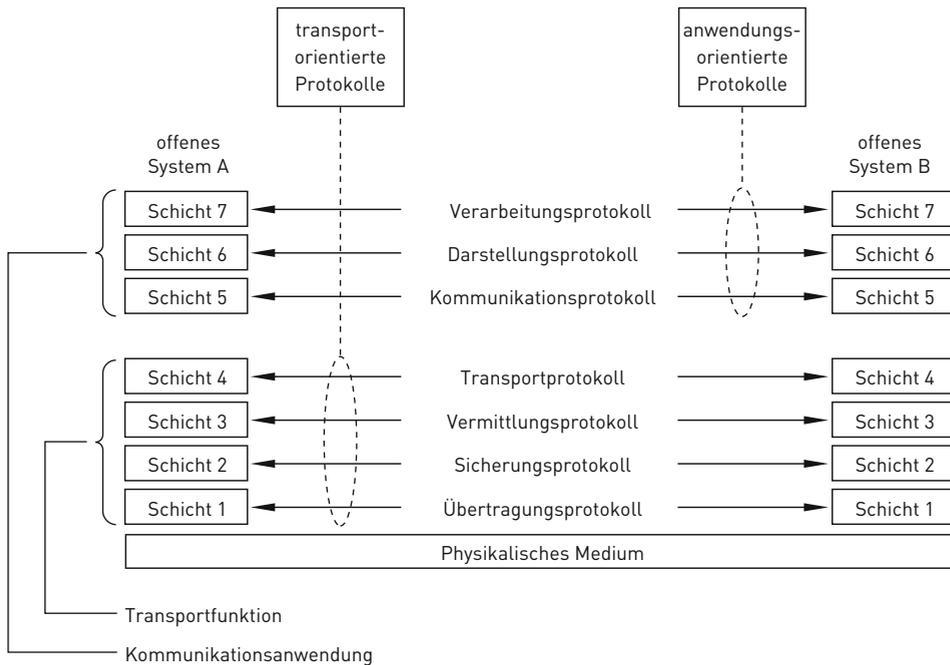 transport-
orientierte
Protokolle
anwendungs-
orientierte
Protokolle
offenes
System A
offenes
System B
Schicht 7 Verarbeitungsprotokoll Schicht 7
Schicht 6 Darstellungsprotokoll Schicht 6
Schicht 5 Kommunikationsprotokoll Schicht 5
Schicht 4 Transportprotokoll Schicht 4
Schicht 3 Vermittlungsprotokoll Schicht 3
Schicht 2 Sicherungsprotokoll Schicht 2
Schicht 1 Übertragungsprotokoll Schicht 1
Physikalisches Medium
Transportfunktion
Kommunikationsanwendung